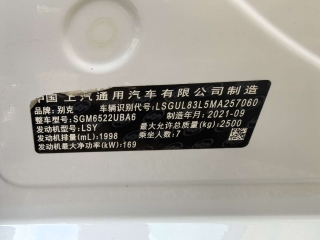 中国 上汽通用汽车有限公司制造
品牌: 别克 车辆识别代号: LSGUL83L5MA257060
整车型号: SGM6522UBA6 制造年月: 2021-09
发动机型号: LSY 最大允许总质量(kg): 2500
发动机排量(mL): 1998 乘坐人数: 7
发动机最大净功率(kW): 169